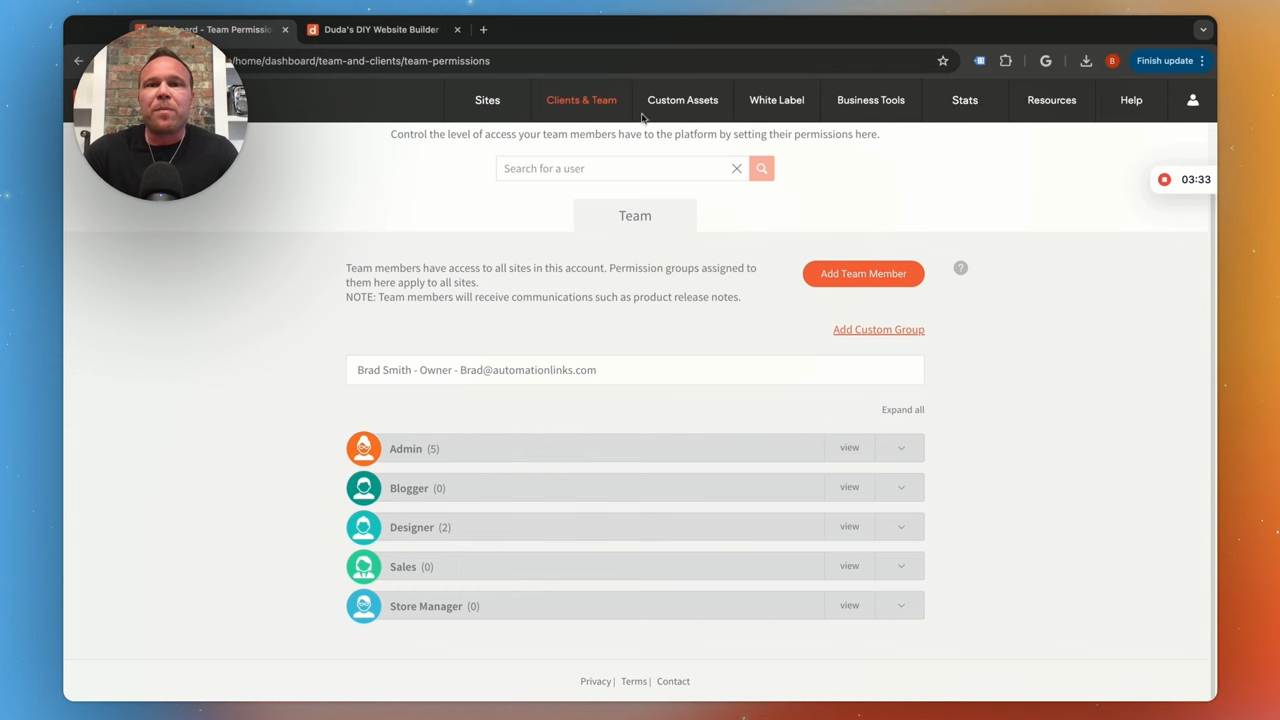 board - Team Permissio
Duda's DIY Website Builder
/home/dashboard/team-and-clients/team-permissions
B
Finish update
Sites
Clients & Team
Custom Assets
White Label
Business Tools
Stats
Resources
Help
Control the level of access your team members have to the platform by setting their permissions here.
Search for a user
03:33
Team
Team members have access to all sites in this account. Permission groups assigned to
them here apply to all sites.
NOTE: Team members will receive communications such as product release notes.
Add Team Member
?
Add Custom Group
Brad Smith - Owner - Brad@automationlinks.com
Expand all
Admin (5)
view
Blogger (0)
view
Designer (2)
view
Sales (0)
view
Store Manager (0)
view
Privacy | Terms | Contact